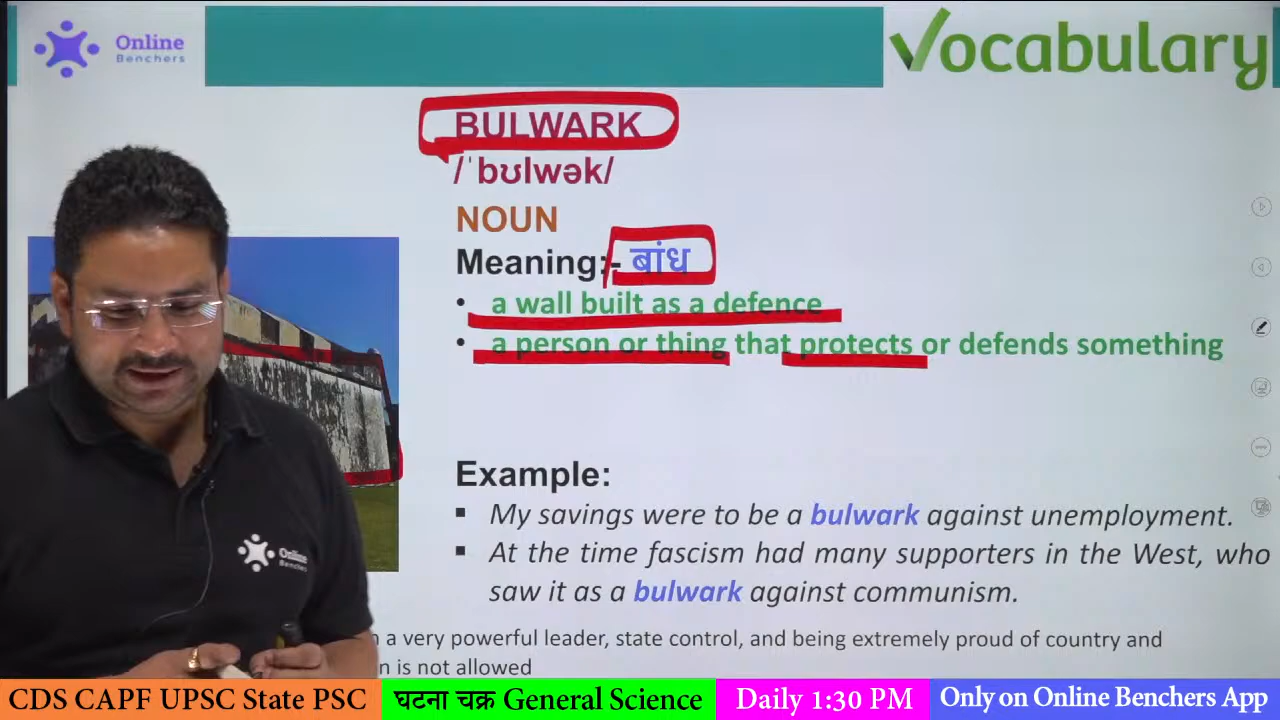 Online
Benchers
Vocabulary
BULWARK
/ˈbʊlwək/
NOUN
Meaning:- बांध
• a wall built as a defence
• a person or thing that protects or defends something
Example:
▪ My savings were to be a bulwark against unemployment.
▪ At the time fascism had many supporters in the West, who
saw it as a bulwark against communism.
a very powerful leader, state control, and being extremely proud of country and
is not allowed
Online
Benchers
CDS CAPF UPSC State PSC
घटना चक्र General Science
Daily 1:30 PM
Only on Online Benchers App